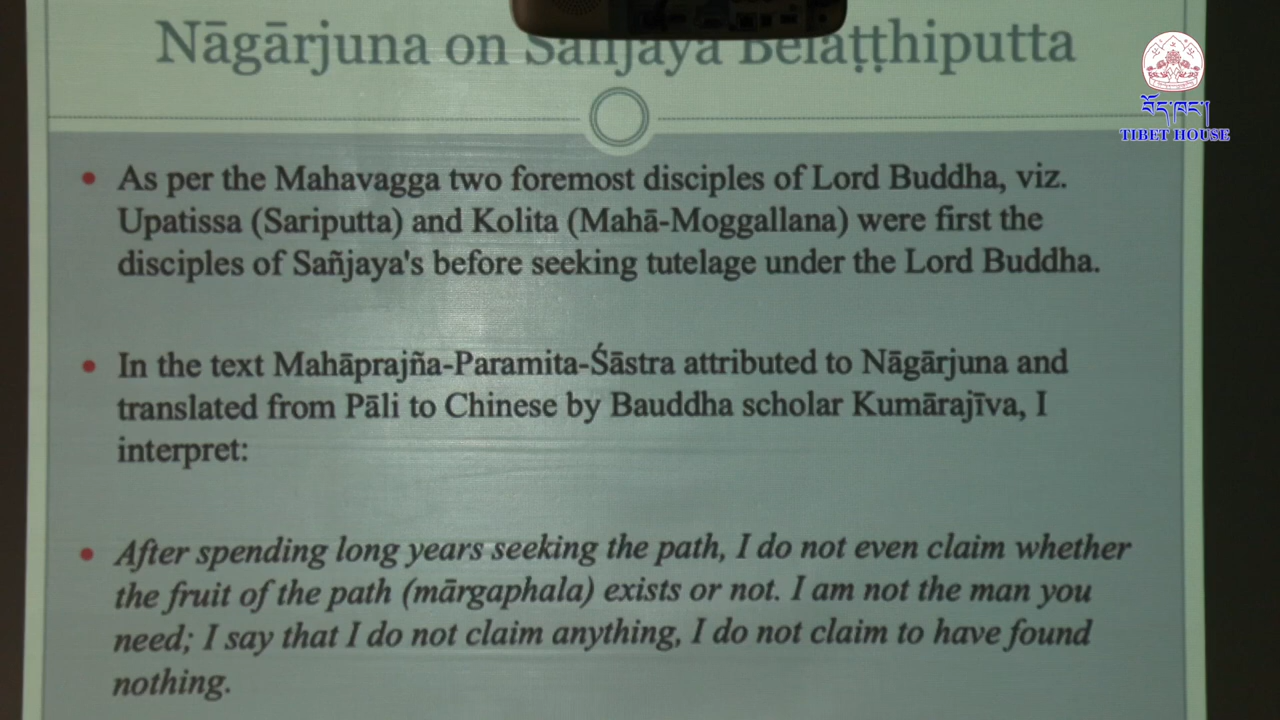 Nāgārjuna on Sañjaya Belaṭṭhiputta
བོད་ཁང་།
TIBET HOUSE
• As per the Mahavagga two foremost disciples of Lord Buddha, viz.
Upatissa (Sariputta) and Kolita (Mahā-Moggallana) were first the
disciples of Sañjaya's before seeking tutelage under the Lord Buddha.
• In the text Mahāprajña-Paramita-Śāstra attributed to Nāgārjuna and
translated from Pāli to Chinese by Bauddha scholar Kumārajīva, I
interpret:
• After spending long years seeking the path, I do not even claim whether
the fruit of the path (mārgaphala) exists or not. I am not the man you
need; I say that I do not claim anything, I do not claim to have found
nothing.